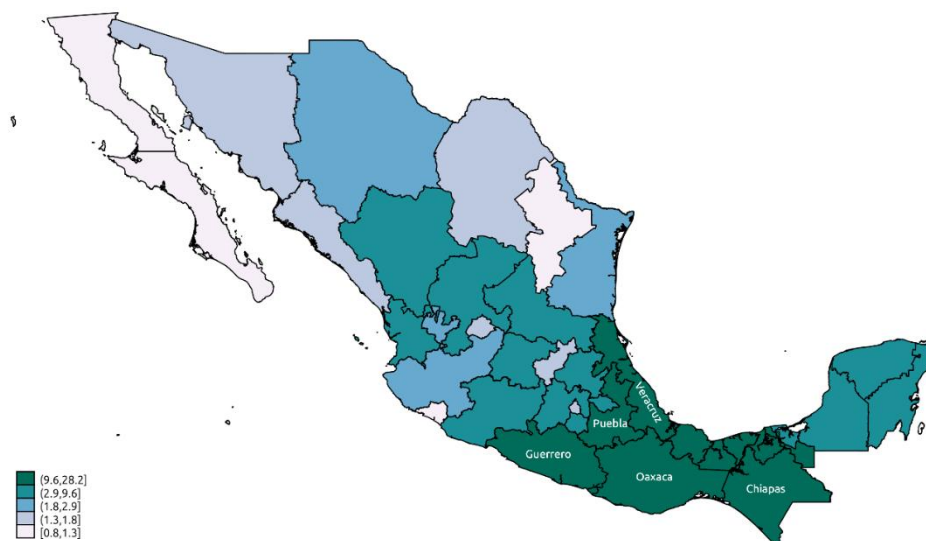 Veracruz
Puebla
Guerrero
Oaxaca
Chiapas
(9.6,28.2]
(2.9,9.6]
(1.8,2.9]
(1.3,1.8]
[0.8,1.3]